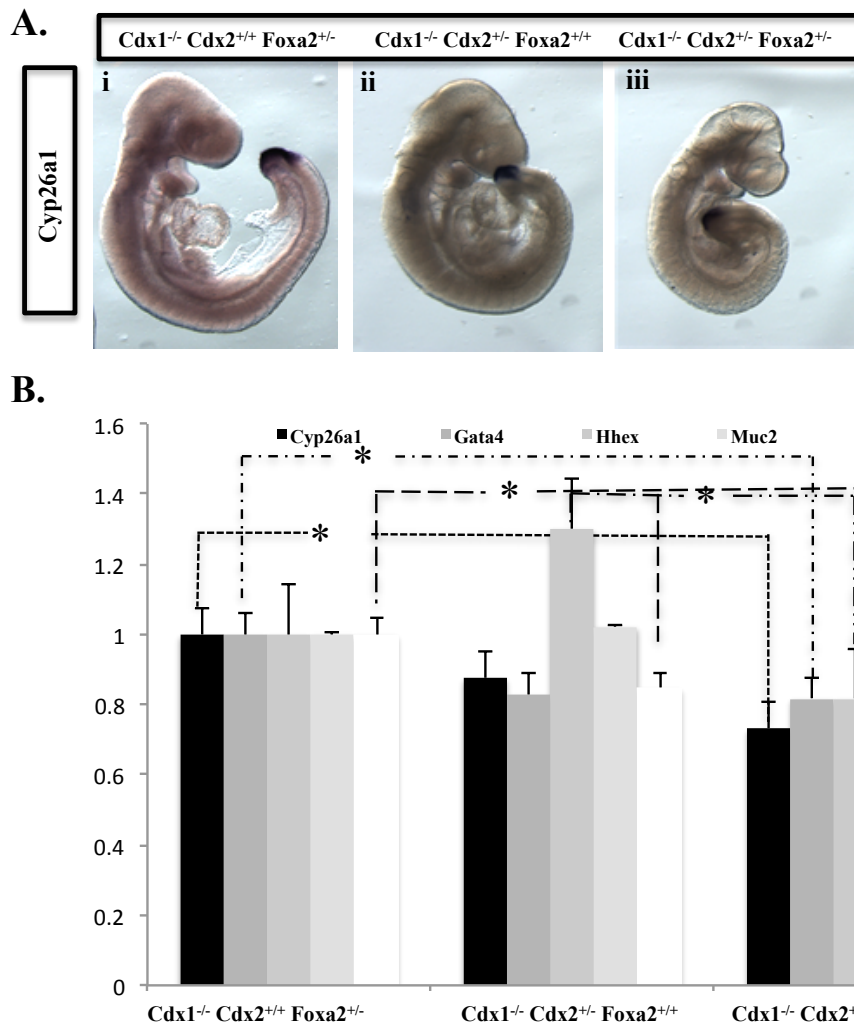 A.
Cdx1-/- Cdx2+/+ Foxa2+/- Cdx1-/- Cdx2+/- Foxa2+/+ Cdx1-/- Cdx2+/- Foxa2+/-
Cyp26a1
i ii iii
B.
Cyp26a1 Gata4 Hhex Muc2
1.6
1.4
1.2
1
0.8
0.6
0.4
0.2
0
* * * *
Cdx1-/- Cdx2+/+ Foxa2+/- Cdx1-/- Cdx2+/- Foxa2+/+ Cdx1-/- Cdx2+